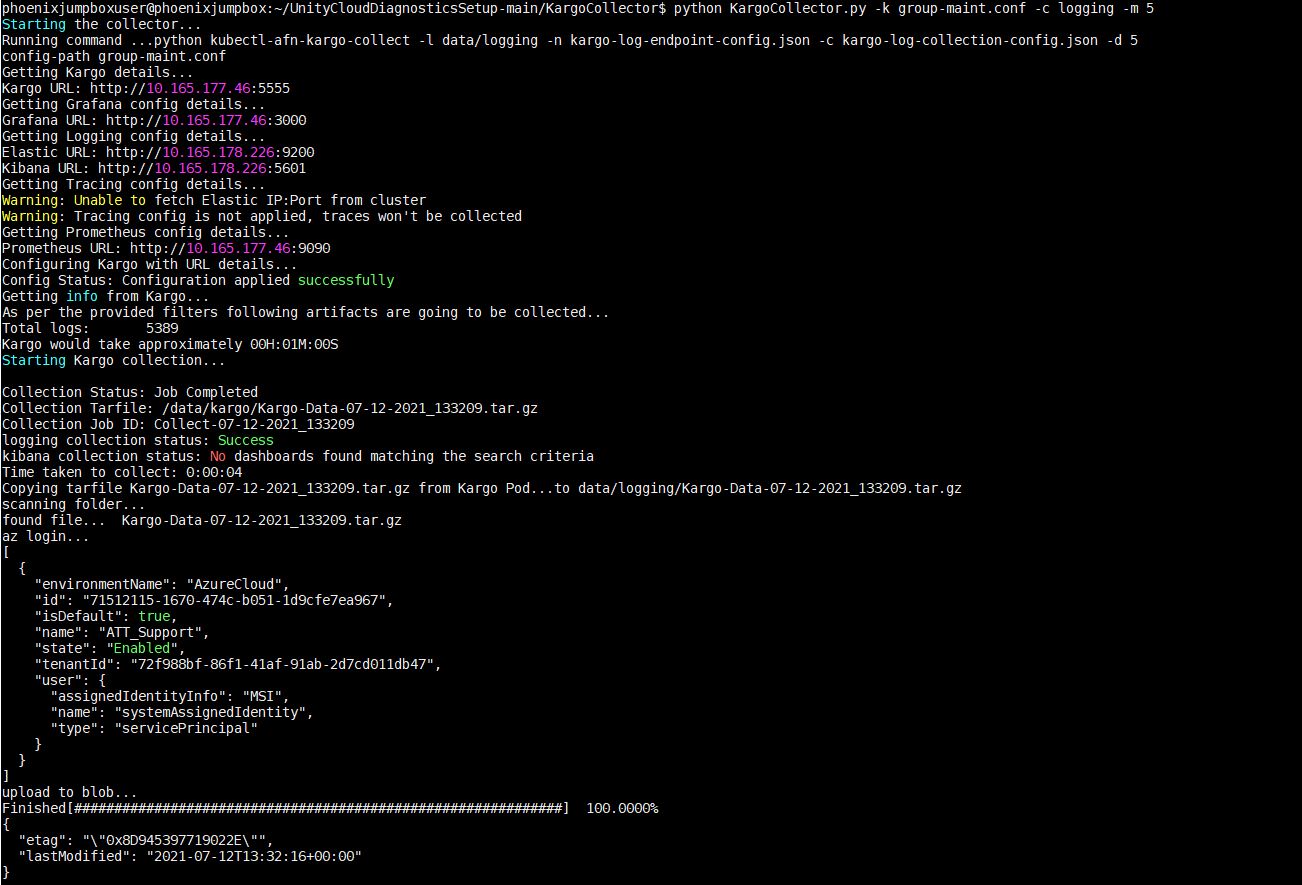 phoenixjumpboxuser@phoenixjumpbox:~/UnityCloudDiagnosticsSetup-main/KargoCollector$ python KargoCollector.py -k group-maint.conf -c logging -m 5
Starting the collector...
Running command ...python kubectl-afn-kargo-collect -l data/logging -n kargo-log-endpoint-config.json -c kargo-log-collection-config.json -d 5
config-path group-maint.conf
Getting Kargo details...
Kargo URL: http://10.165.177.46:5555
Getting Grafana config details...
Grafana URL: http://10.165.177.46:3000
Getting Logging config details...
Elastic URL: http://10.165.178.226:9200
Kibana URL: http://10.165.178.226:5601
Getting Tracing config details...
Warning: Unable to fetch Elastic IP:Port from cluster
Warning: Tracing config is not applied, traces won't be collected
Getting Prometheus config details...
Prometheus URL: http://10.165.177.46:9090
Configuring Kargo with URL details...
Config Status: Configuration applied successfully
Getting info from Kargo...
As per the provided filters following artifacts are going to be collected...
Total logs:       5389
Kargo would take approximately 00H:01M:00S
Starting Kargo collection...
Collection Status: Job Completed
Collection Tarfile: /data/kargo/Kargo-Data-07-12-2021_133209.tar.gz
Collection Job ID: Collect-07-12-2021_133209
logging collection status: Success
kibana collection status: No dashboards found matching the search criteria
Time taken to collect: 0:00:04
Copying tarfile Kargo-Data-07-12-2021_133209.tar.gz from Kargo Pod...to data/logging/Kargo-Data-07-12-2021_133209.tar.gz
scanning folder...
found file...  Kargo-Data-07-12-2021_133209.tar.gz
az login...
[
  {
    "environmentName": "AzureCloud",
    "id": "71512115-1670-474c-b051-1d9cfe7ea967",
    "isDefault": true,
    "name": "ATT_Support",
    "state": "Enabled",
    "tenantId": "72f988bf-86f1-41af-91ab-2d7cd011db47",
    "user": {
      "assignedIdentityInfo": "MSI",
      "name": "systemAssignedIdentity",
      "type": "servicePrincipal"
    }
  }
]
upload to blob...
Finished[#############################################################]  100.0000%
{
  "etag": "\"0x8D945397719022E\"",
  "lastModified": "2021-07-12T13:32:16+00:00"
}